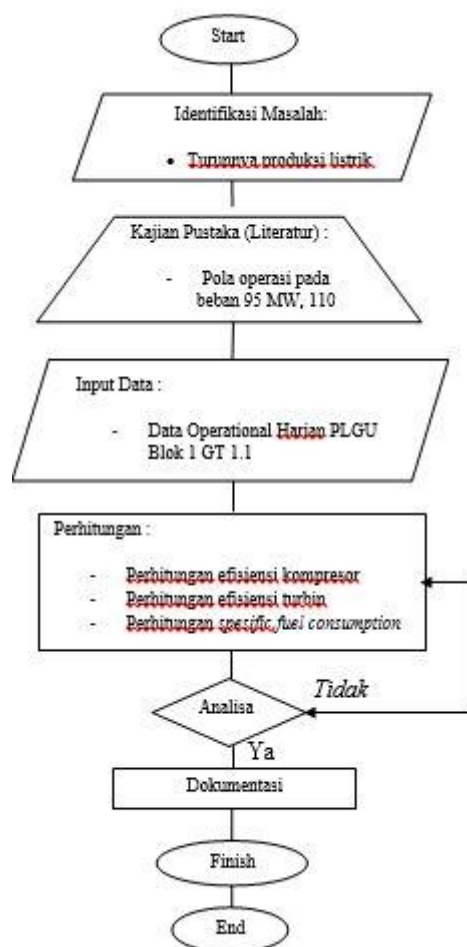 Start
Identifikasi Masalah:
• Turunnya produksi listrik
Kajian Pustaka (Literatur) :
- Pola operasi pada
beban 95 MW, 110
Input Data :
- Data Operational Harian PLGU
Blok 1 GT 1.1
Perhitungan :
- Perhitungan efisiensi kompresor
- Perhitungan efisiensi turbin
- Perhitungan spesific fuel consumption
Analisa
Tidak
Ya
Dokumentasi
Finish
End